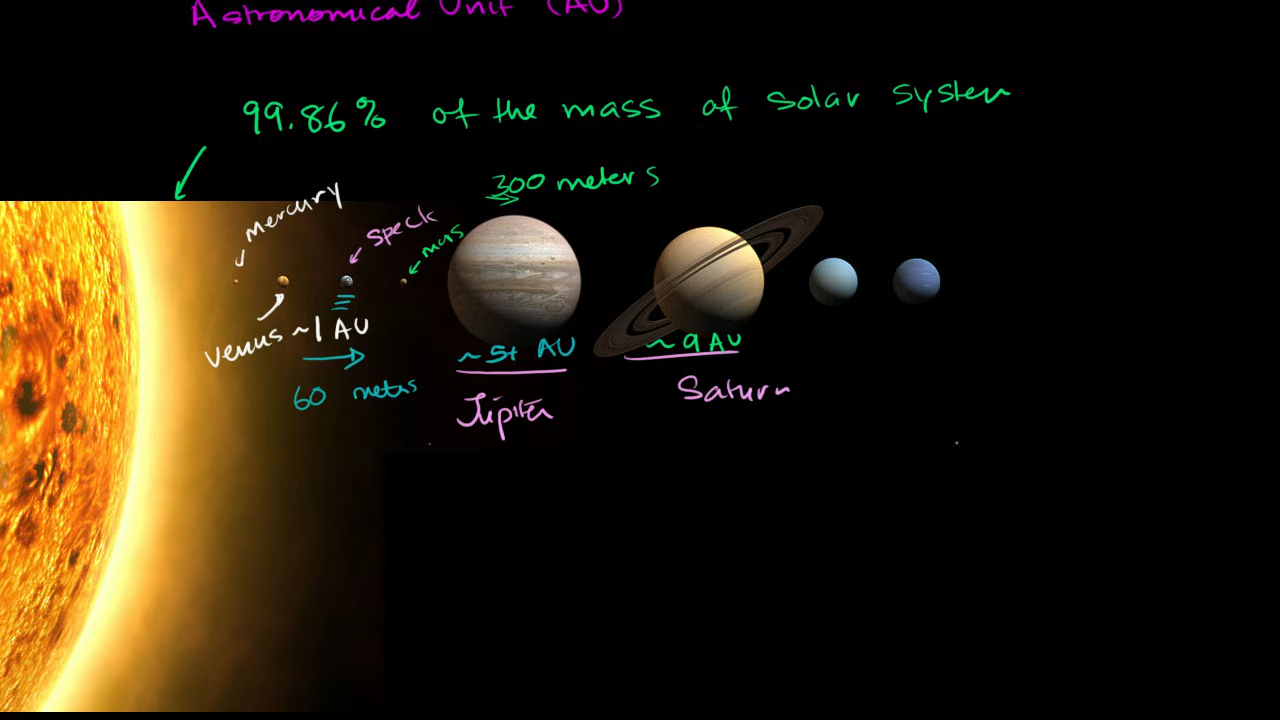 Astronomical Unit (AU)
99.86% of the mass of solar system
300 meters
mercury
speck
mars
venus ~1 AU
60 meters
~5+ AU
Jupiter
~9 AU
Saturn